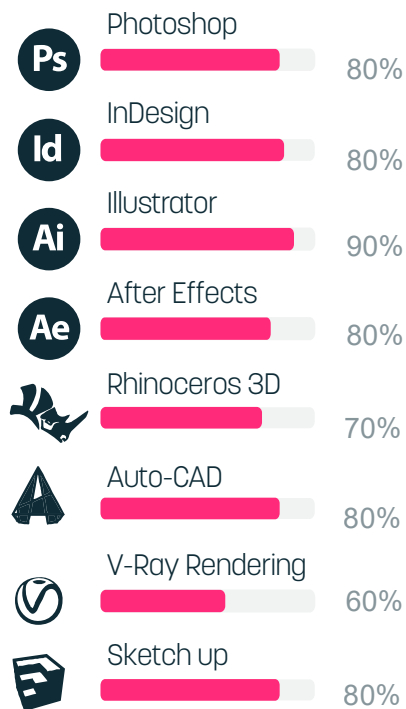 Photoshop
Ps
80%
InDesign
Id
80%
Illustrator
Ai
90%
After Effects
Ae
80%
Rhinoceros 3D
70%
Auto-CAD
80%
V-Ray Rendering
60%
Sketch up
80%